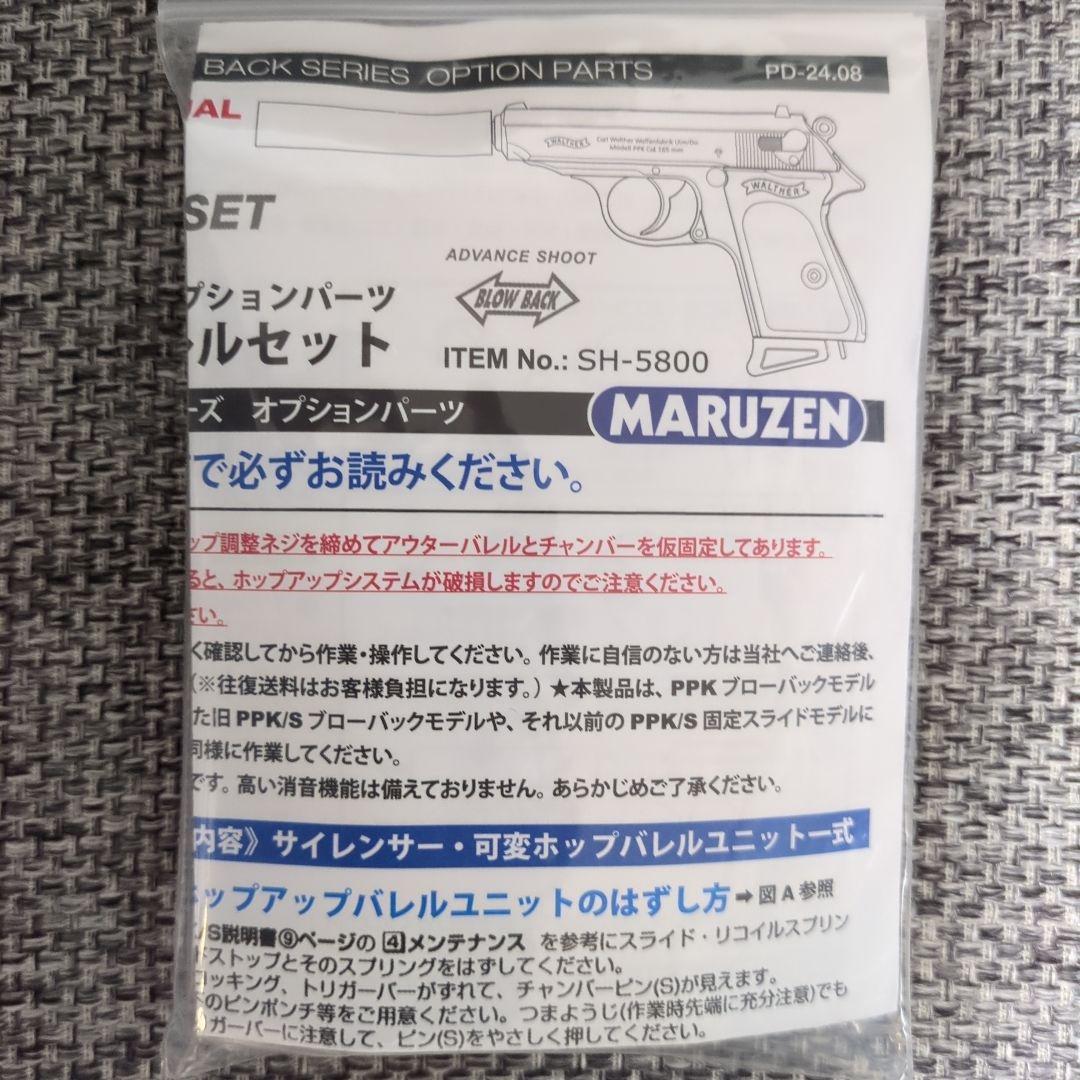 BACK SERIES OPTION PARTS PD-24.08
UAL
WALTHER Carl Walther Waffenfabrik Ulm/Do.
Modell PPK Cal.
WALTHER
SET
ADVANCE SHOOT
BLOW BACK
プションパーツ
ルセット
ITEM No.: SH-5800
ーズ オプションパーツ
MARUZEN
で必ずお読みください。
ップ調整ネジを締めてアウターバレルとチャンバーを仮固定してあります。
ると、ホップアップシステムが破損しますのでご注意ください。
さい。
く確認してから作業・操作してください。作業に自信のない方は当社へご連絡後、
(※往復送料はお客様負担になります。)★本製品は、PPKブローバックモデル
た旧PPK/Sブローバックモデルや、それ以前のPPK/S固定スライドモデルに
同様に作業してください。
です。高い消音機能は備えておりません。あらかじめご了承ください。
内容》サイレンサー・可変ホップバレルユニット一式
ホップアップバレルユニットのはずし方➡図A参照
/S説明書⑨ページの4メンテナンス を参考にスライド・リコイルスプリン
ストップとそのスプリングをはずしてください。
ッキング、トリガーバーがずれて、チャンバーピン(S)が見えます。
のピンポンチ等をご用意ください。つまようじ(作業時先端に充分注意)でも
ガーバーに注意して、ピン(S)をやさしく押してください。